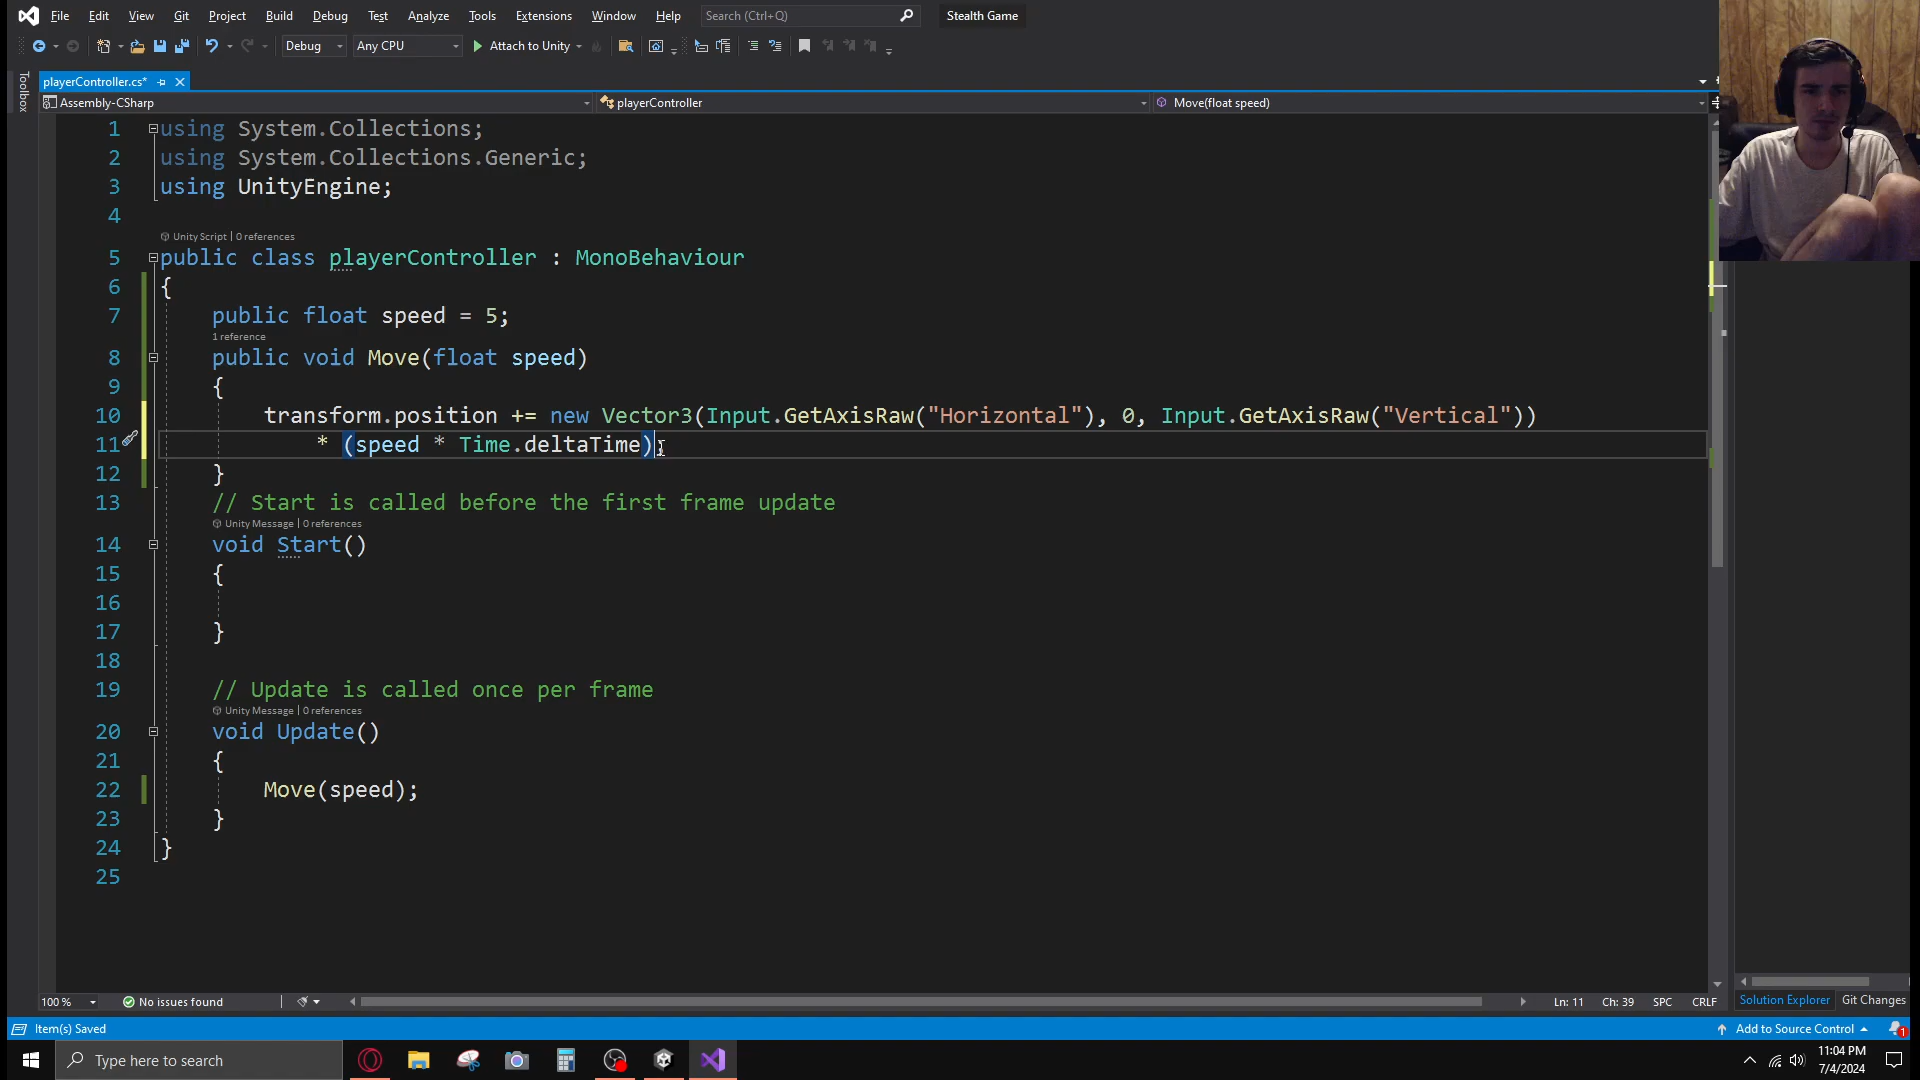 File Edit View Git Project Build Debug Test Analyze Tools Extensions Window Help Search (Ctrl+Q) Stealth Game
Debug Any CPU Attach to Unity
Toolbox
playerController.cs*
Assembly-CSharp playerController Move(float speed)
1 using System.Collections;
2 using System.Collections.Generic;
3 using UnityEngine;
4
Unity Script | 0 references
5 public class playerController : MonoBehaviour
6 {
7 public float speed = 5;
1 reference
8 public void Move(float speed)
9 {
10 transform.position += new Vector3(Input.GetAxisRaw("Horizontal"), 0, Input.GetAxisRaw("Vertical"))
11 * (speed * Time.deltaTime);
12 }
13 // Start is called before the first frame update
Unity Message | 0 references
14 void Start()
15 {
16
17 }
18
19 // Update is called once per frame
Unity Message | 0 references
20 void Update()
21 {
22 Move(speed);
23 }
24 }
25
100 % No issues found Ln: 11 Ch: 39 SPC CRLF
Solution Explorer Git Changes
Item(s) Saved Add to Source Control 1
Type here to search
11:04 PM
7/4/2024